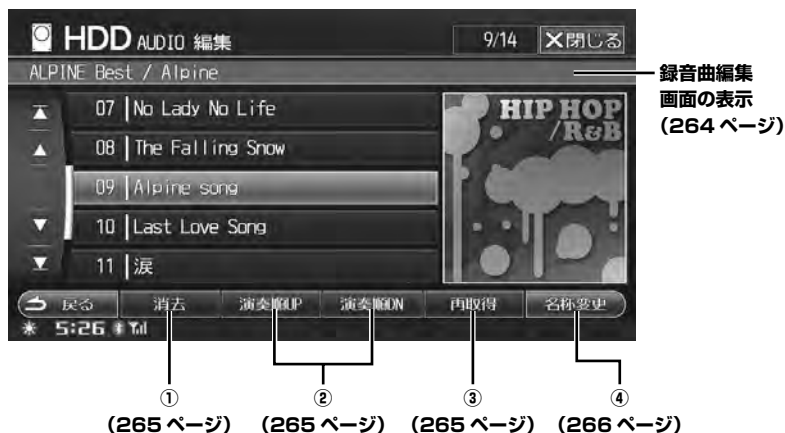 HDD AUDIO 編集 9/14 ✕閉じる
ALPINE Best / Alpine
07 No Lady No Life
08 The Falling Snow
09 Alpine song
10 Last Love Song
11 涙
HIP HOP
/R&B
戻る 消去 演奏順UP 演奏順DN 再取得 名称変更
5:26
録音曲編集
画面の表示
(264 ページ)
① ② ③ ④
(265 ページ) (265 ページ) (265 ページ) (266 ページ)